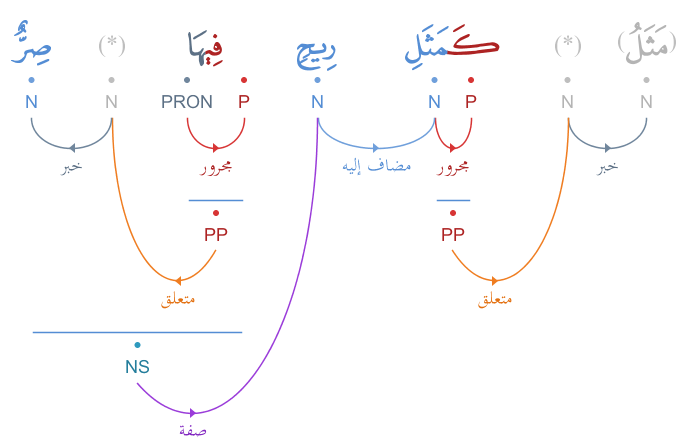 (مَثَلُ) (*) كَمَثَلِ رِيحٍ فِيهَا (*) صِرٌّ
N N P N N P PRON N N
خبر مجرور مضاف إليه مجرور خبر
PP PP
متعلق متعلق
NS
صفة